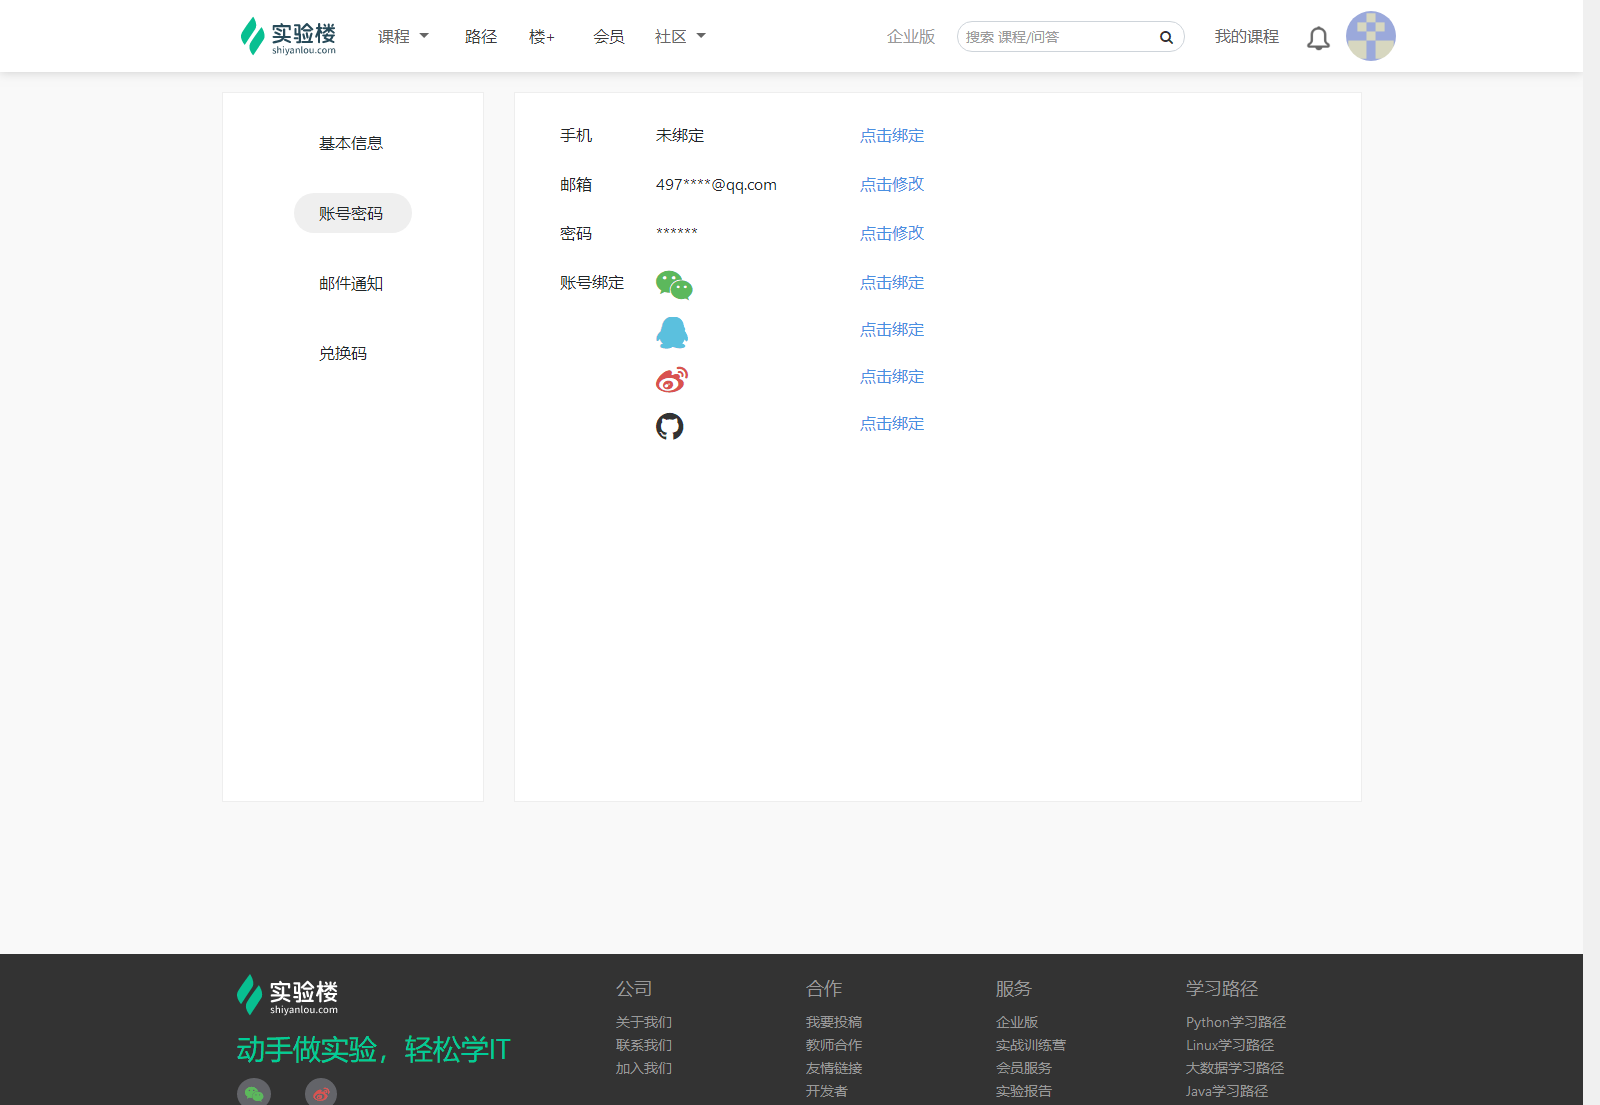 实验楼
shiyanlou.com
课程 路径 楼+ 会员 社区 企业版 搜索 课程/问答 我的课程
基本信息
账号密码
邮件通知
兑换码
手机 未绑定 点击绑定
邮箱 497****@qq.com 点击修改
密码 ****** 点击修改
账号绑定 点击绑定
点击绑定
点击绑定
点击绑定
实验楼
shiyanlou.com
动手做实验，轻松学IT
公司
关于我们
联系我们
加入我们
合作
我要投稿
教师合作
友情链接
开发者
服务
企业版
实战训练营
会员服务
实验报告
学习路径
Python学习路径
Linux学习路径
大数据学习路径
Java学习路径